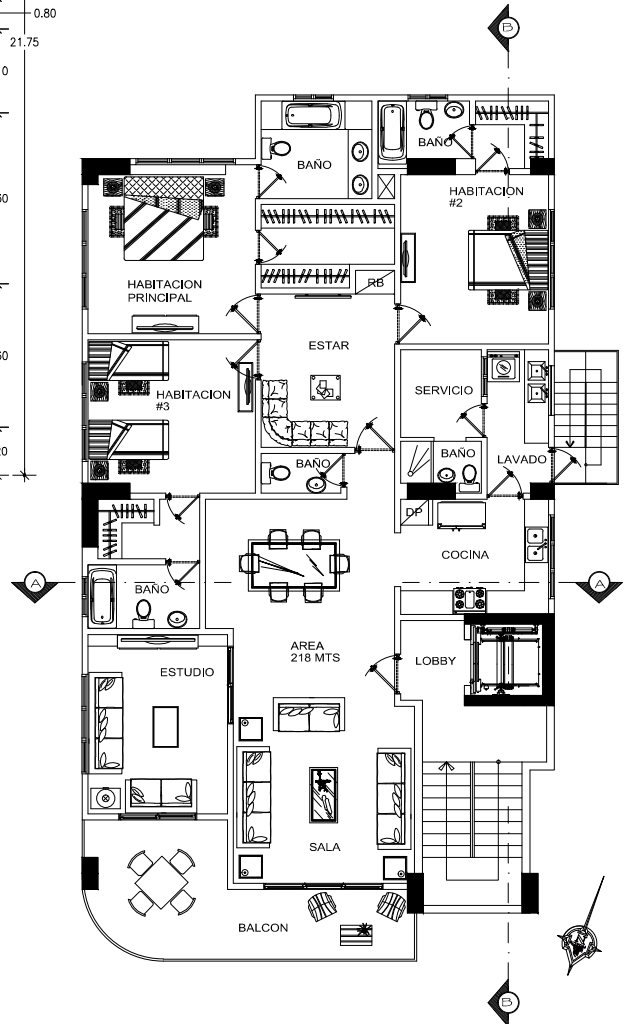 0.80
21.75
0
B
BAÑO
BAÑO
HABITACION
#2
50
HABITACION
PRINCIPAL
RB
ESTAR
50
HABITACION
#3
SERVICIO
20
BAÑO
BAÑO
LAVADO
DP
COCINA
A
A
BAÑO
AREA
218 MTS
LOBBY
ESTUDIO
SALA
BALCON
B